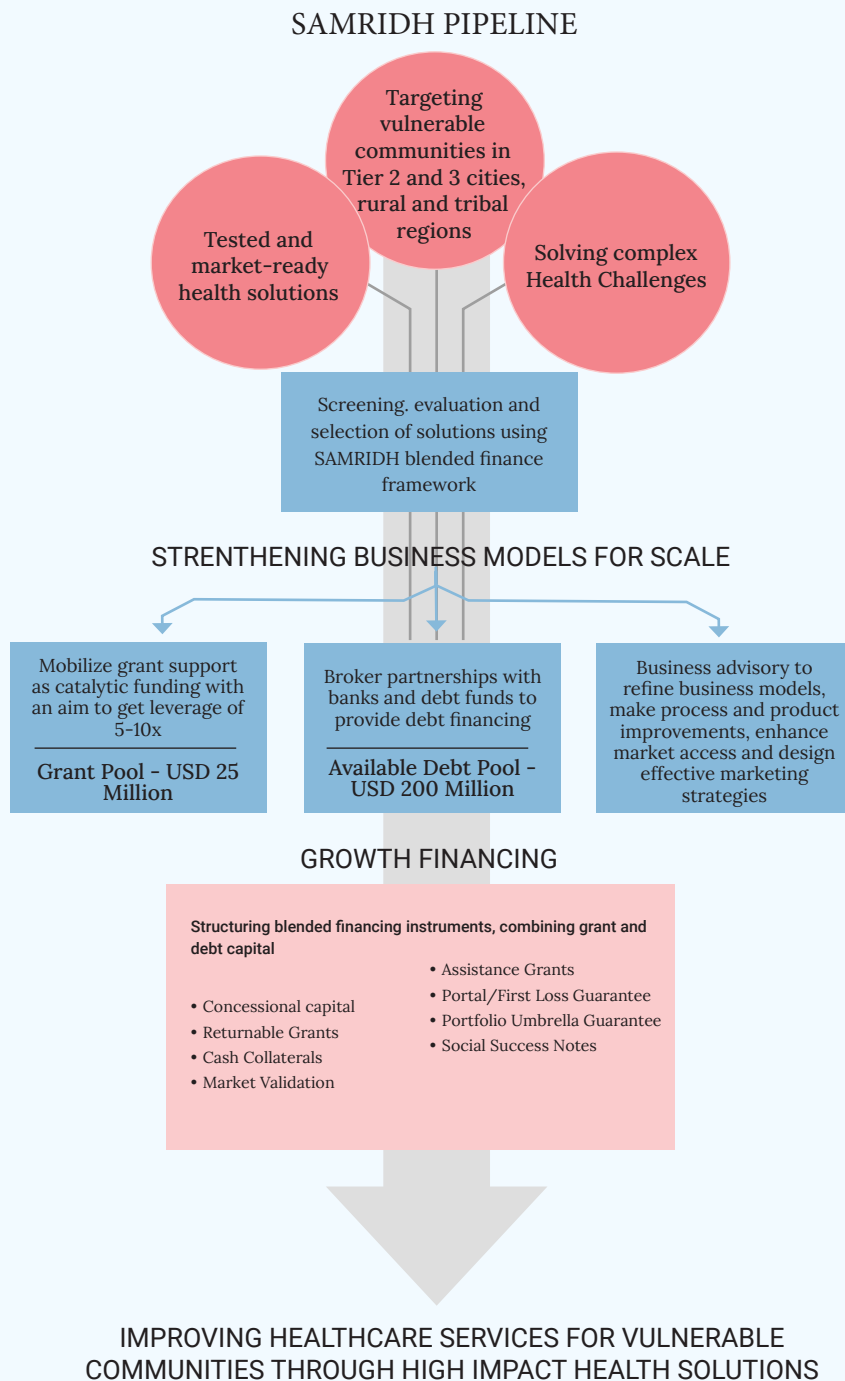 SAMRIDH PIPELINE
Targeting
vulnerable
communities in
Tier 2 and 3 cities,
rural and tribal
regions
Tested and
market-ready
health solutions
Solving complex
Health Challenges
Screening. evaluation and
selection of solutions using
SAMRIDH blended finance
framework
STRENTHENING BUSINESS MODELS FOR SCALE
Mobilize grant support
as catalytic funding with
an aim to get leverage of
5-10x
Grant Pool - USD 25
Million
Broker partnerships with
banks and debt funds to
provide debt financing
Available Debt Pool -
USD 200 Million
Business advisory to
refine business models,
make process and product
improvements, enhance
market access and design
effective marketing
strategies
GROWTH FINANCING
Structuring blended financing instruments, combining grant and
debt capital
• Concessional capital
• Returnable Grants
• Cash Collaterals
• Market Validation
• Assistance Grants
• Portal/First Loss Guarantee
• Portfolio Umbrella Guarantee
• Social Success Notes
IMPROVING HEALTHCARE SERVICES FOR VULNERABLE
COMMUNITIES THROUGH HIGH IMPACT HEALTH SOLUTIONS